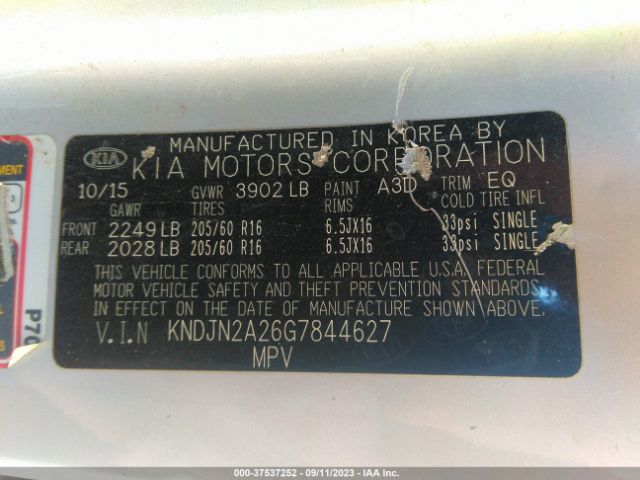 MANUFACTURED IN KOREA BY
KIA KIA MOTORS CORPORATION
10/15 GVWR 3902 LB PAINT A3D TRIM EQ
GAWR TIRES RIMS COLD TIRE INFL
FRONT 2249 LB 205/60 R16 6.5JX16 33psi SINGLE
REAR 2028 LB 205/60 R16 6.5JX16 33psi SINGLE
THIS VEHICLE CONFORMS TO ALL APPLICABLE U.S.A. FEDERAL
MOTOR VEHICLE SAFETY AND THEFT PREVENTION STANDARDS
IN EFFECT ON THE DATE OF MANUFACTURE SHOWN ABOVE.
V.I.N KNDJN2A26G7844627
MPV
000-37537252 - 09/11/2023 - IAA Inc.